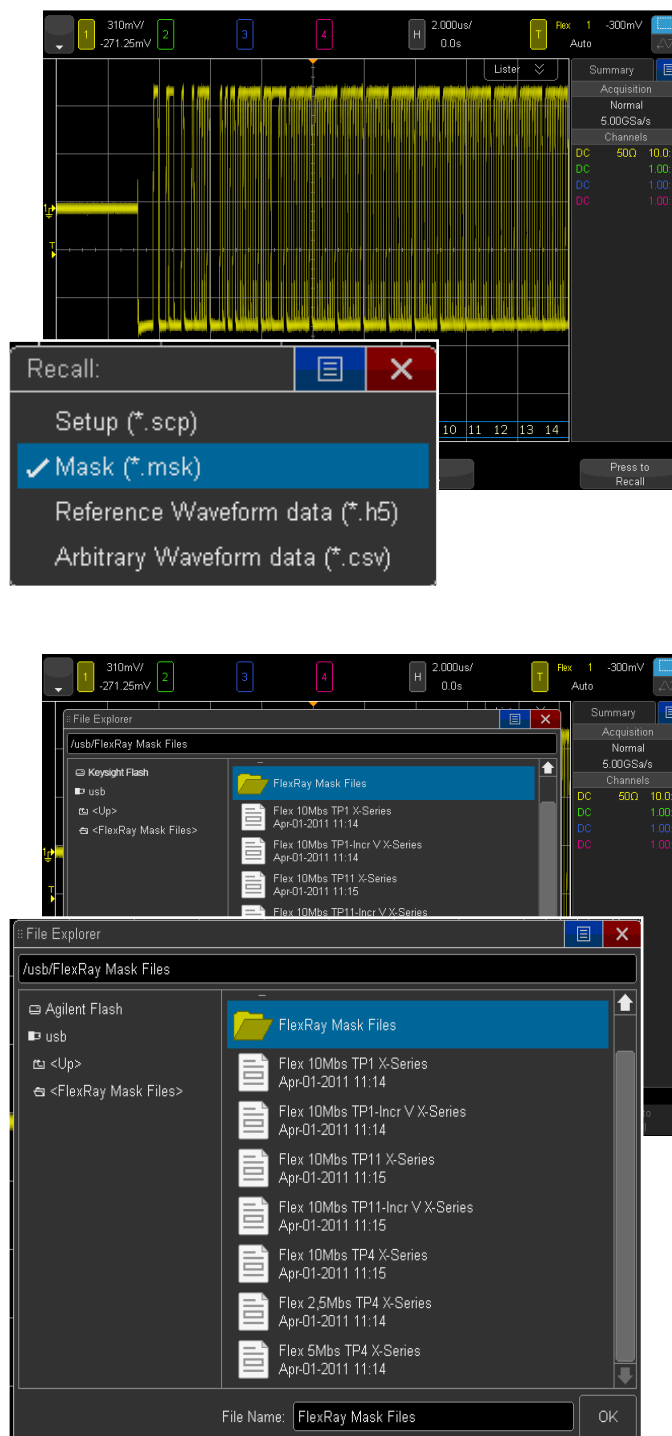 310mV/ 2.000us/ Flex 1 -300mV
1 -271.25mV 2 3 4 H 0.0s T Auto
Lister Summary
Acquisition
Normal
5.00GSa/s
Channels
DC 50Ω 10.0:
DC 1.00:
DC 1.00:
DC 1.00:
1
T
10 11 12 13 14
Press to
Recall
Recall:
Setup (*.scp)
Mask (*.msk)
Reference Waveform data (*.h5)
Arbitrary Waveform data (*.csv)
310mV/ 2.000us/ Flex 1 -300mV
1 -271.25mV 2 3 4 H 0.0s T Auto
Summary
Acquisition
Normal
5.00GSa/s
Channels
DC 50Ω 10.0:
DC 1.00:
DC 1.00:
DC 1.00:
1
T
File Explorer
/usb/FlexRay Mask Files
Keysight Flash
usb
<Up>
<FlexRay Mask Files>
FlexRay Mask Files
Flex 10Mbs TP1 X-Series
Apr-01-2011 11:14
Flex 10Mbs TP1-Incr V X-Series
Apr-01-2011 11:14
Flex 10Mbs TP11 X-Series
Apr-01-2011 11:15
Flex 10Mbs TP11-Incr V X-Series
File Explorer
/usb/FlexRay Mask Files
Agilent Flash
usb
<Up>
<FlexRay Mask Files>
FlexRay Mask Files
Flex 10Mbs TP1 X-Series
Apr-01-2011 11:14
Flex 10Mbs TP1-Incr V X-Series
Apr-01-2011 11:14
Flex 10Mbs TP11 X-Series
Apr-01-2011 11:15
Flex 10Mbs TP11-Incr V X-Series
Apr-01-2011 11:15
Flex 10Mbs TP4 X-Series
Apr-01-2011 11:15
Flex 2,5Mbs TP4 X-Series
Apr-01-2011 11:14
Flex 5Mbs TP4 X-Series
Apr-01-2011 11:14
File Name: FlexRay Mask Files OK